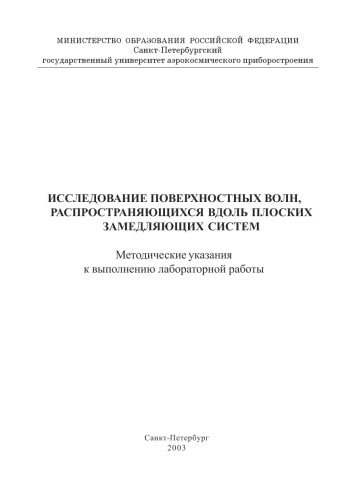 МИНИСТЕРСТВО ОБРАЗОВАНИЯ РОССИЙСКОЙ ФЕДЕРАЦИИ
Санкт-Петербургский
государственный университет аэрокосмического приборостроения
ИССЛЕДОВАНИЕ ПОВЕРХНОСТНЫХ ВОЛН,
РАСПРОСТРАНЯЮЩИХСЯ ВДОЛЬ ПЛОСКИХ
ЗАМЕДЛЯЮЩИХ СИСТЕМ
Методические указания
к выполнению лабораторной работы
Санкт-Петербург
2003